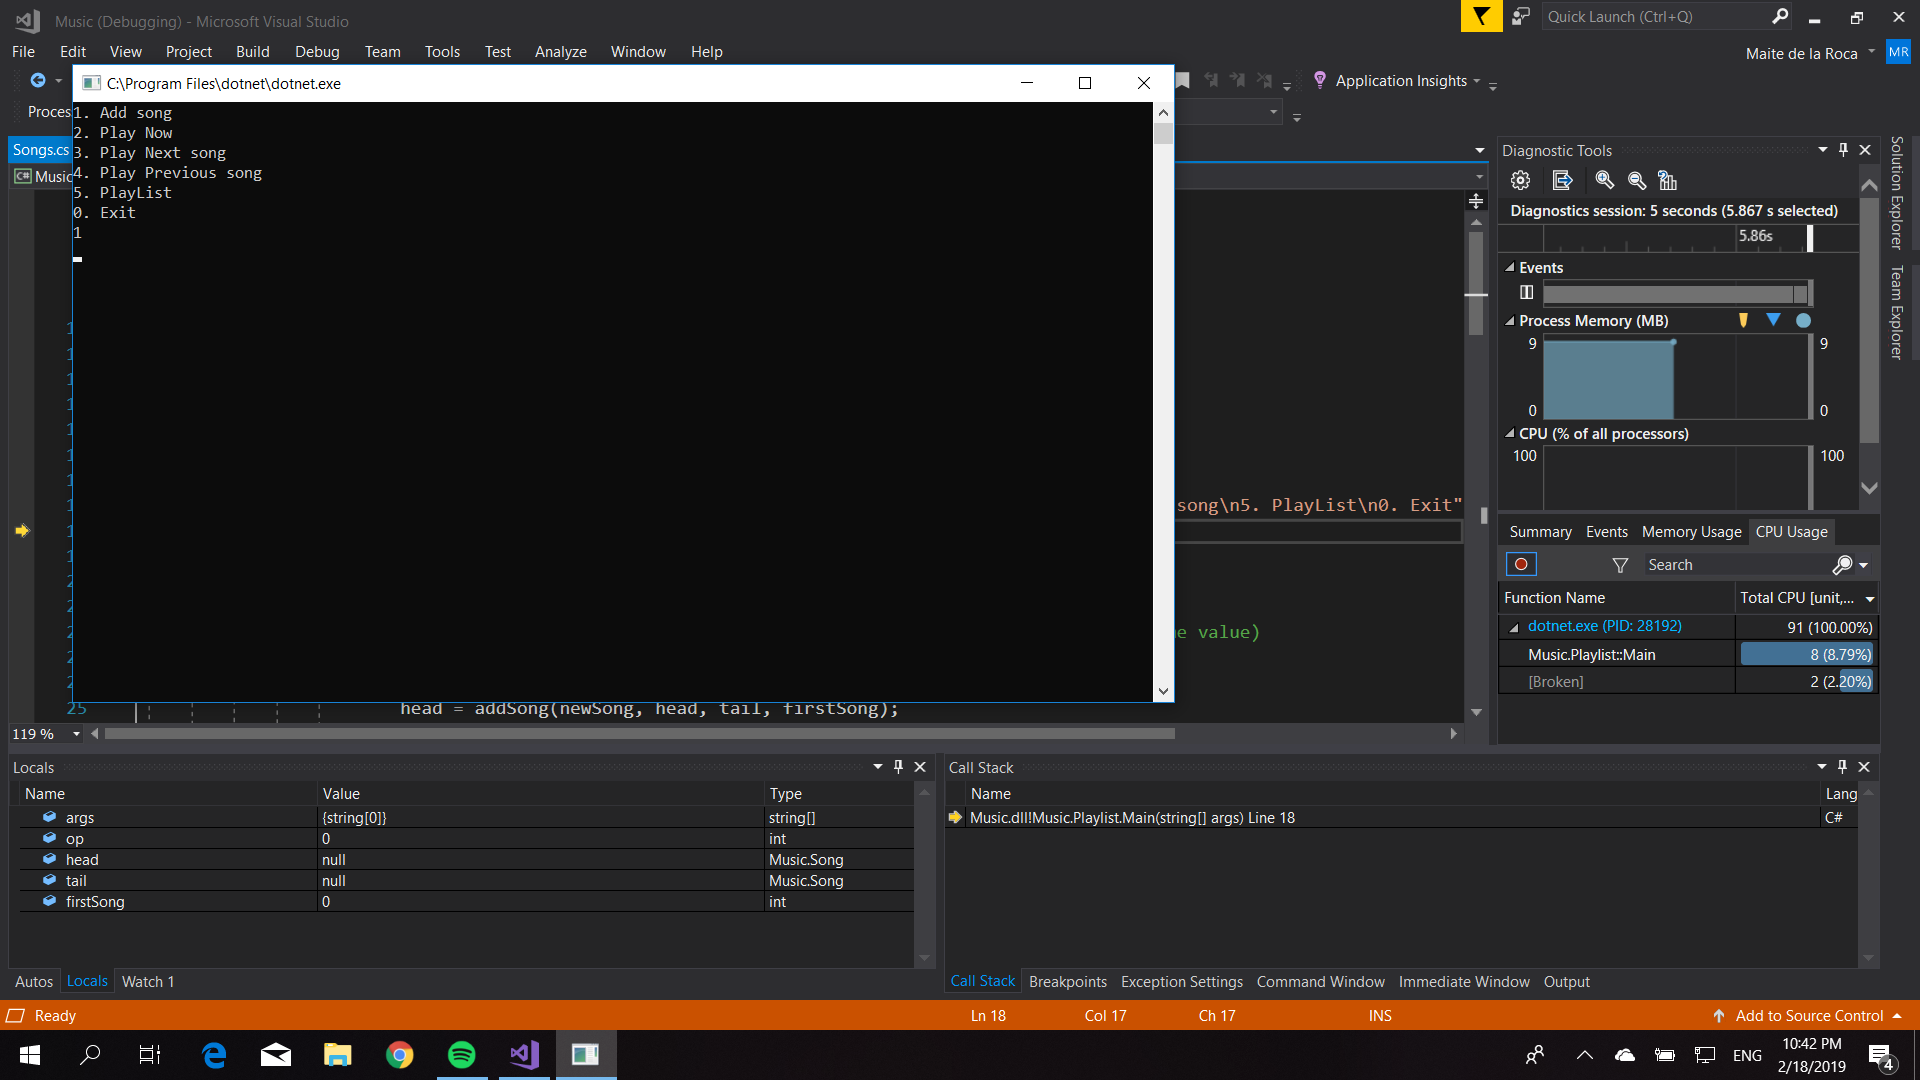 Music (Debugging) - Microsoft Visual Studio
Quick Launch (Ctrl+Q)
File Edit View Project Build Debug Team Tools Test Analyze Window Help
Maite de la Roca MR
C:\Program Files\dotnet\dotnet.exe
Application Insights
Proces
1. Add song
2. Play Now
3. Play Next song
4. Play Previous song
5. PlayList
0. Exit
1
Songs.cs
C# Music
song\n5. PlayList\n0. Exit"
e value)
25 head = addSong(newSong, head, tail, firstSong);
119 %
Diagnostic Tools
Diagnostics session: 5 seconds (5.867 s selected)
5.86s
Events
Process Memory (MB)
9 9
0 0
CPU (% of all processors)
100 100
Summary Events Memory Usage CPU Usage
Search
Function Name Total CPU [unit,...
dotnet.exe (PID: 28192) 91 (100.00%)
Music.Playlist::Main 8 (8.79%)
[Broken] 2 (2.20%)
Solution Explorer
Team Explorer
Locals
Name Value Type
args {string[0]} string[]
op 0 int
head null Music.Song
tail null Music.Song
firstSong 0 int
Autos Locals Watch 1
Call Stack
Name Lang
Music.dll!Music.Playlist.Main(string[] args) Line 18 C#
Call Stack Breakpoints Exception Settings Command Window Immediate Window Output
Ready Ln 18 Col 17 Ch 17 INS Add to Source Control
ENG
10:42 PM
2/18/2019
4